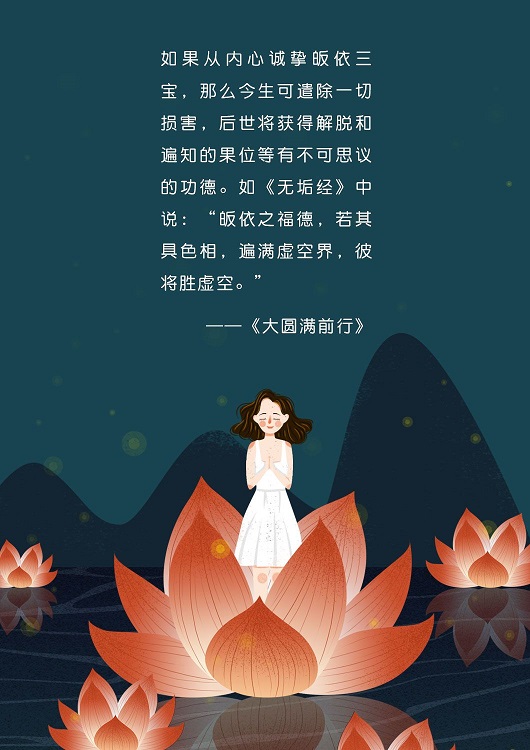 如果从内心诚挚皈依三
宝，那么今生可遣除一切
损害，后世将获得解脱和
遍知的果位等有不可思议
的功德。如《无垢经》中
说：“皈依之福德，若其
具色相，遍满虚空界，彼
将胜虚空。”
——《大圆满前行》